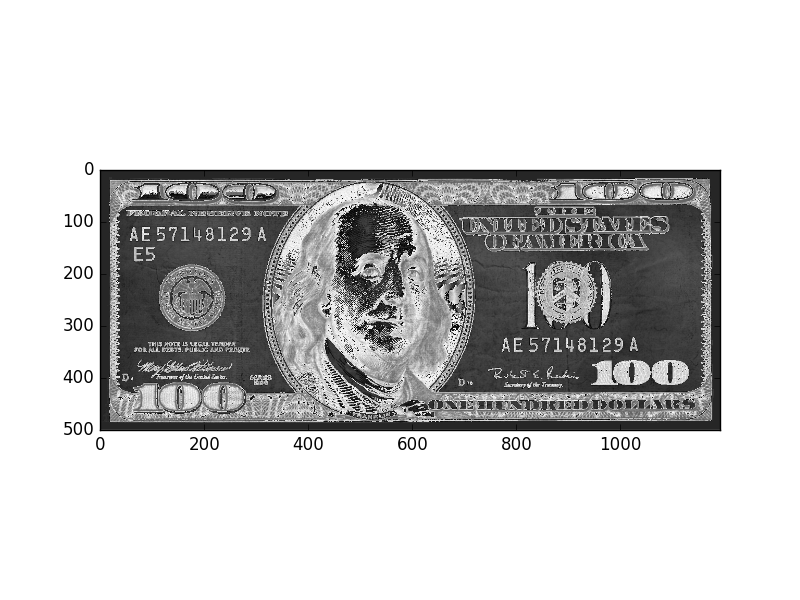 0
100
200
300
400
500
0
200
400
600
800
1000
100
100
FEDERAL RESERVE NOTE
THE
UNITED STATES
OF AMERICA
AE 57148129 A
E5
100
THIS NOTE IS LEGAL TENDER
FOR ALL DEBTS, PUBLIC AND PRIVATE
AE 57148129 A
Treasurer of the United States.
SERIES
D
Secretary of the Treasury.
100
100
ONE HUNDRED DOLLARS